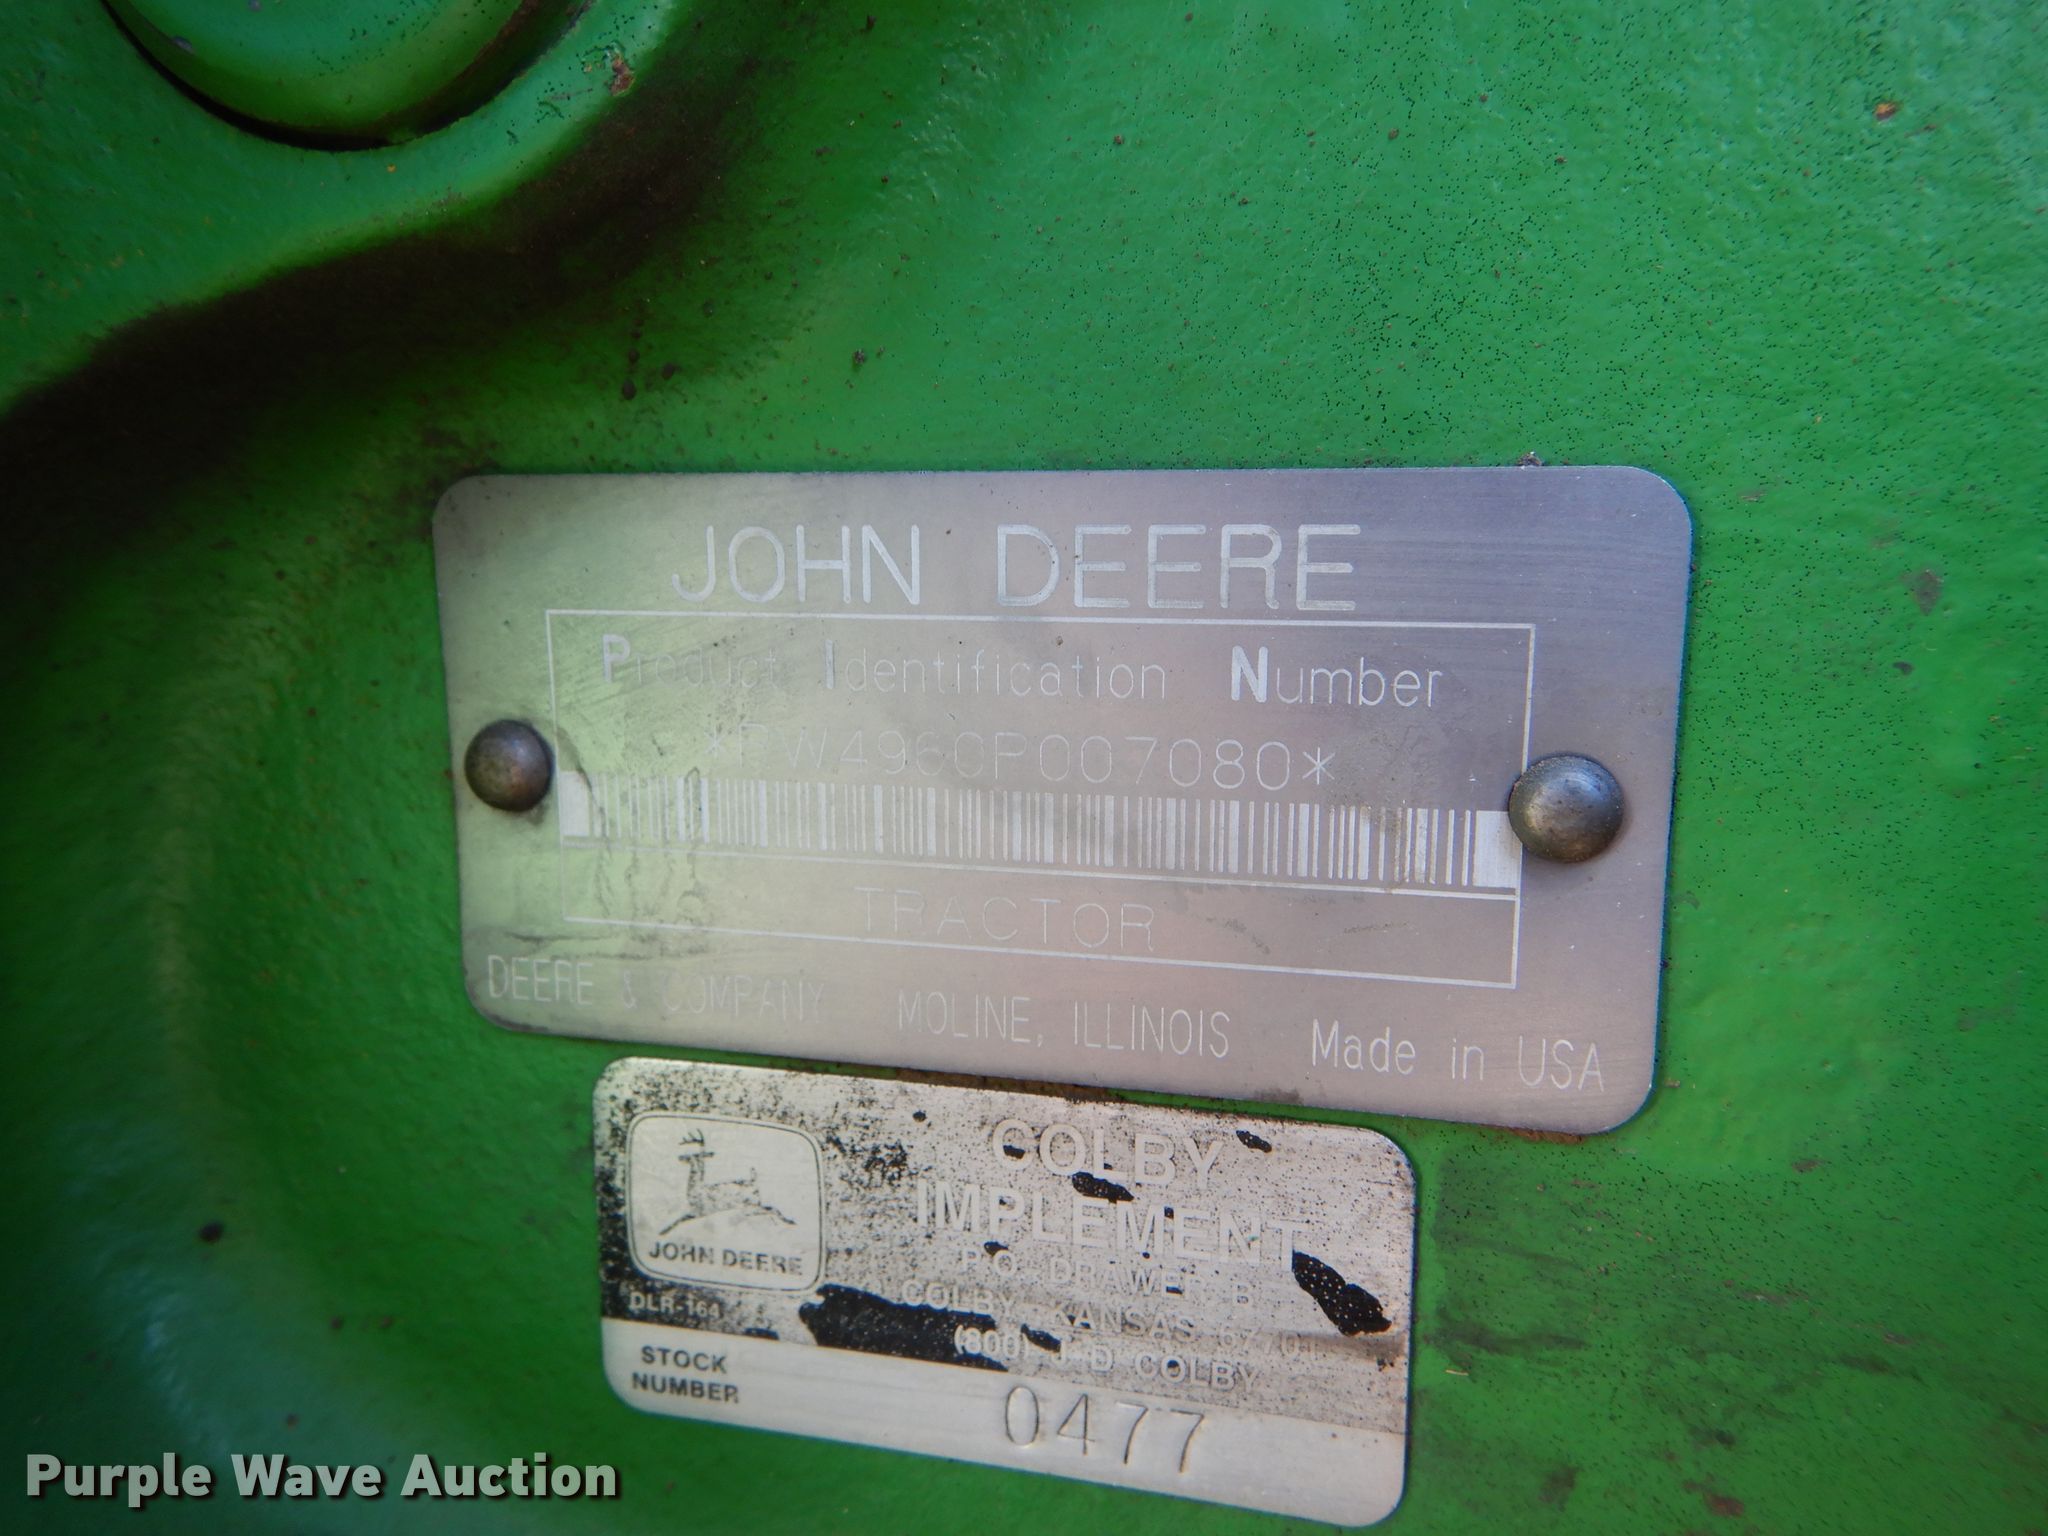 JOHN DEERE
Product Identification Number
*RW4960P007080*
TRACTOR
DEERE & COMPANY MOLINE, ILLINOIS Made in USA
COLBY
IMPLEMENT
P.O. DRAWER B
COLBY, KANSAS 67701
(800) J-D COLBY
JOHN DEERE
DLR-164
STOCK
NUMBER
0477
Purple Wave Auction